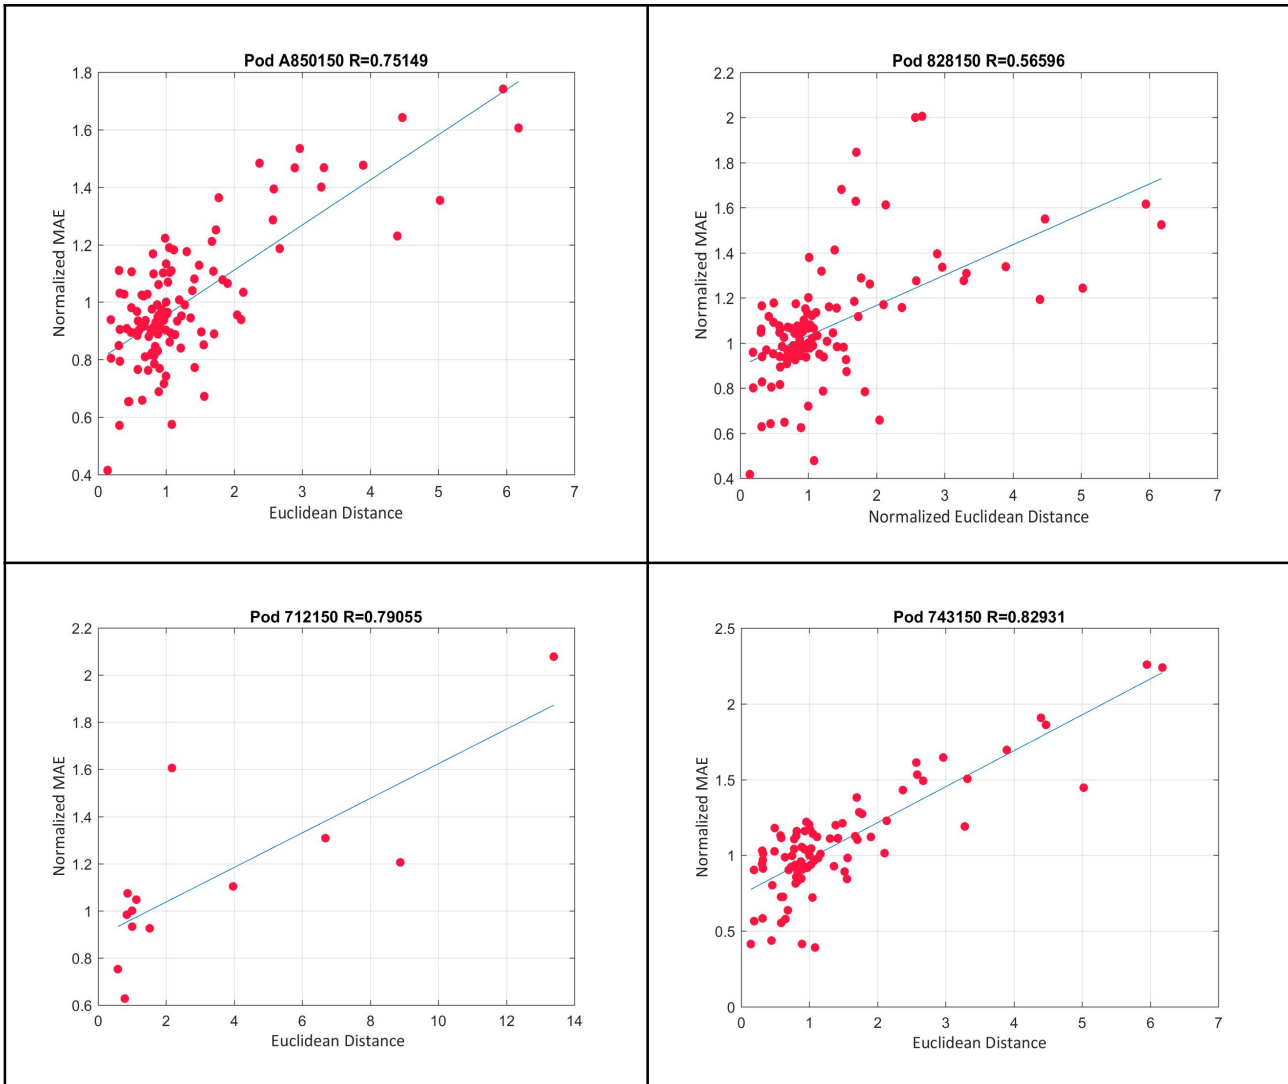 Pod A850150 R=0.75149
1.8
1.6
1.4
1.2
1
0.8
0.6
0.4
Normalized MAE
0 1 2 3 4 5 6 7
Euclidean Distance
Pod 828150 R=0.56596
2.2
2
1.8
1.6
1.4
1.2
1
0.8
0.6
0.4
Normalized MAE
0 1 2 3 4 5 6 7
Normalized Euclidean Distance
Pod 712150 R=0.79055
2.2
2
1.8
1.6
1.4
1.2
1
0.8
0.6
Normalized MAE
0 2 4 6 8 10 12 14
Euclidean Distance
Pod 743150 R=0.82931
2.5
2
1.5
1
0.5
0
Normalized MAE
0 1 2 3 4 5 6 7
Euclidean Distance